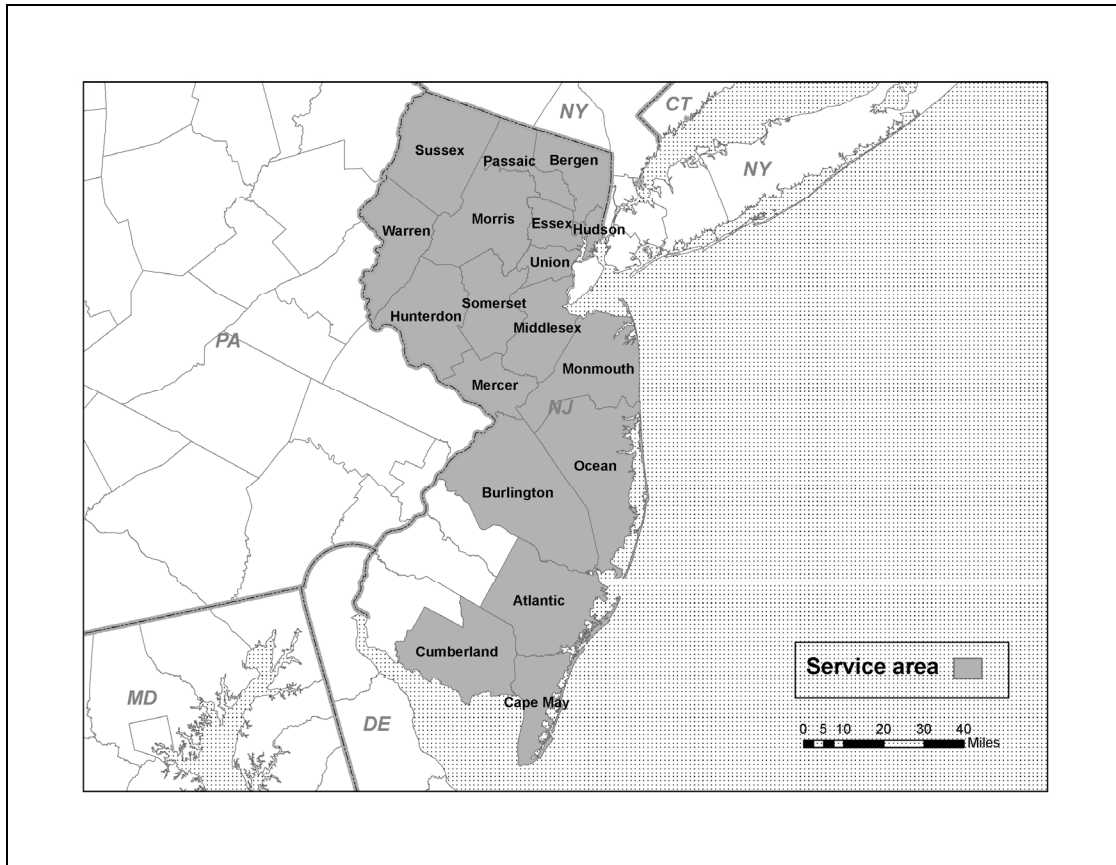 NY
CT
Sussex
Passaic
Bergen
NY
Morris
Essex
Hudson
Warren
Union
Somerset
Hunterdon
Middlesex
PA
Monmouth
Mercer
NJ
Ocean
Burlington
Atlantic
Cumberland
Service area
MD
Cape May
DE
0 5 10 20 30 40
Miles